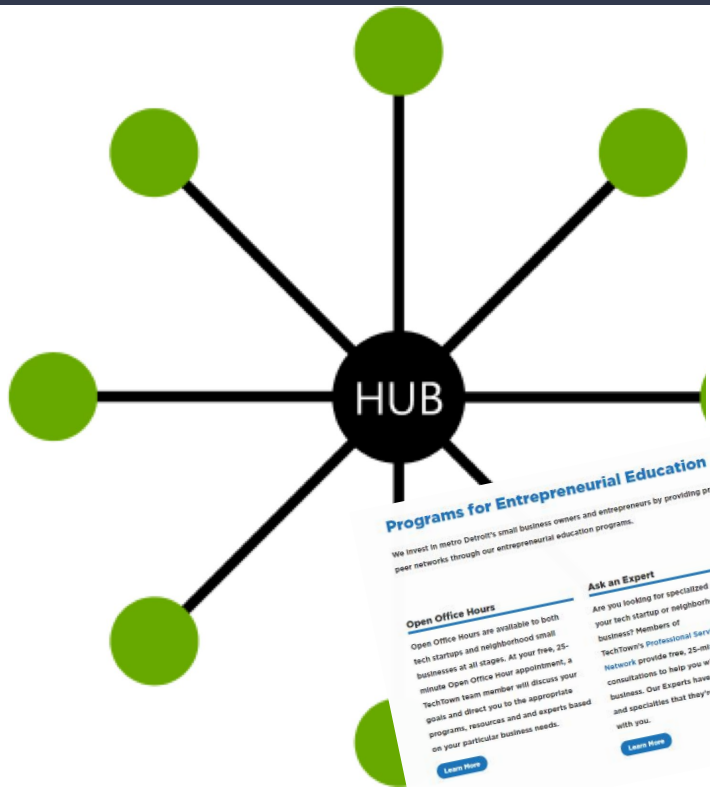 HUB
Programs for Entrepreneurial Education
We invest in metro Detroit's small business owners and entrepreneurs by providing
peer networks through our entrepreneurial education programs.
Open Office Hours
Open Office Hours are available to both
tech startups and neighborhood small
businesses at all stages. At your free, 25-
minute Open Office Hour appointment, a
TechTown team member will discuss your
goals and direct you to the appropriate
programs, resources and and experts based
on your particular business needs.
Learn More
Ask an Expert
Are you looking for specialized
your tech startup or
business? Members of
TechTown's Professional
Network provide free,
consultations to help you
business. Our Experts have
and specialties that
with you.
Learn More